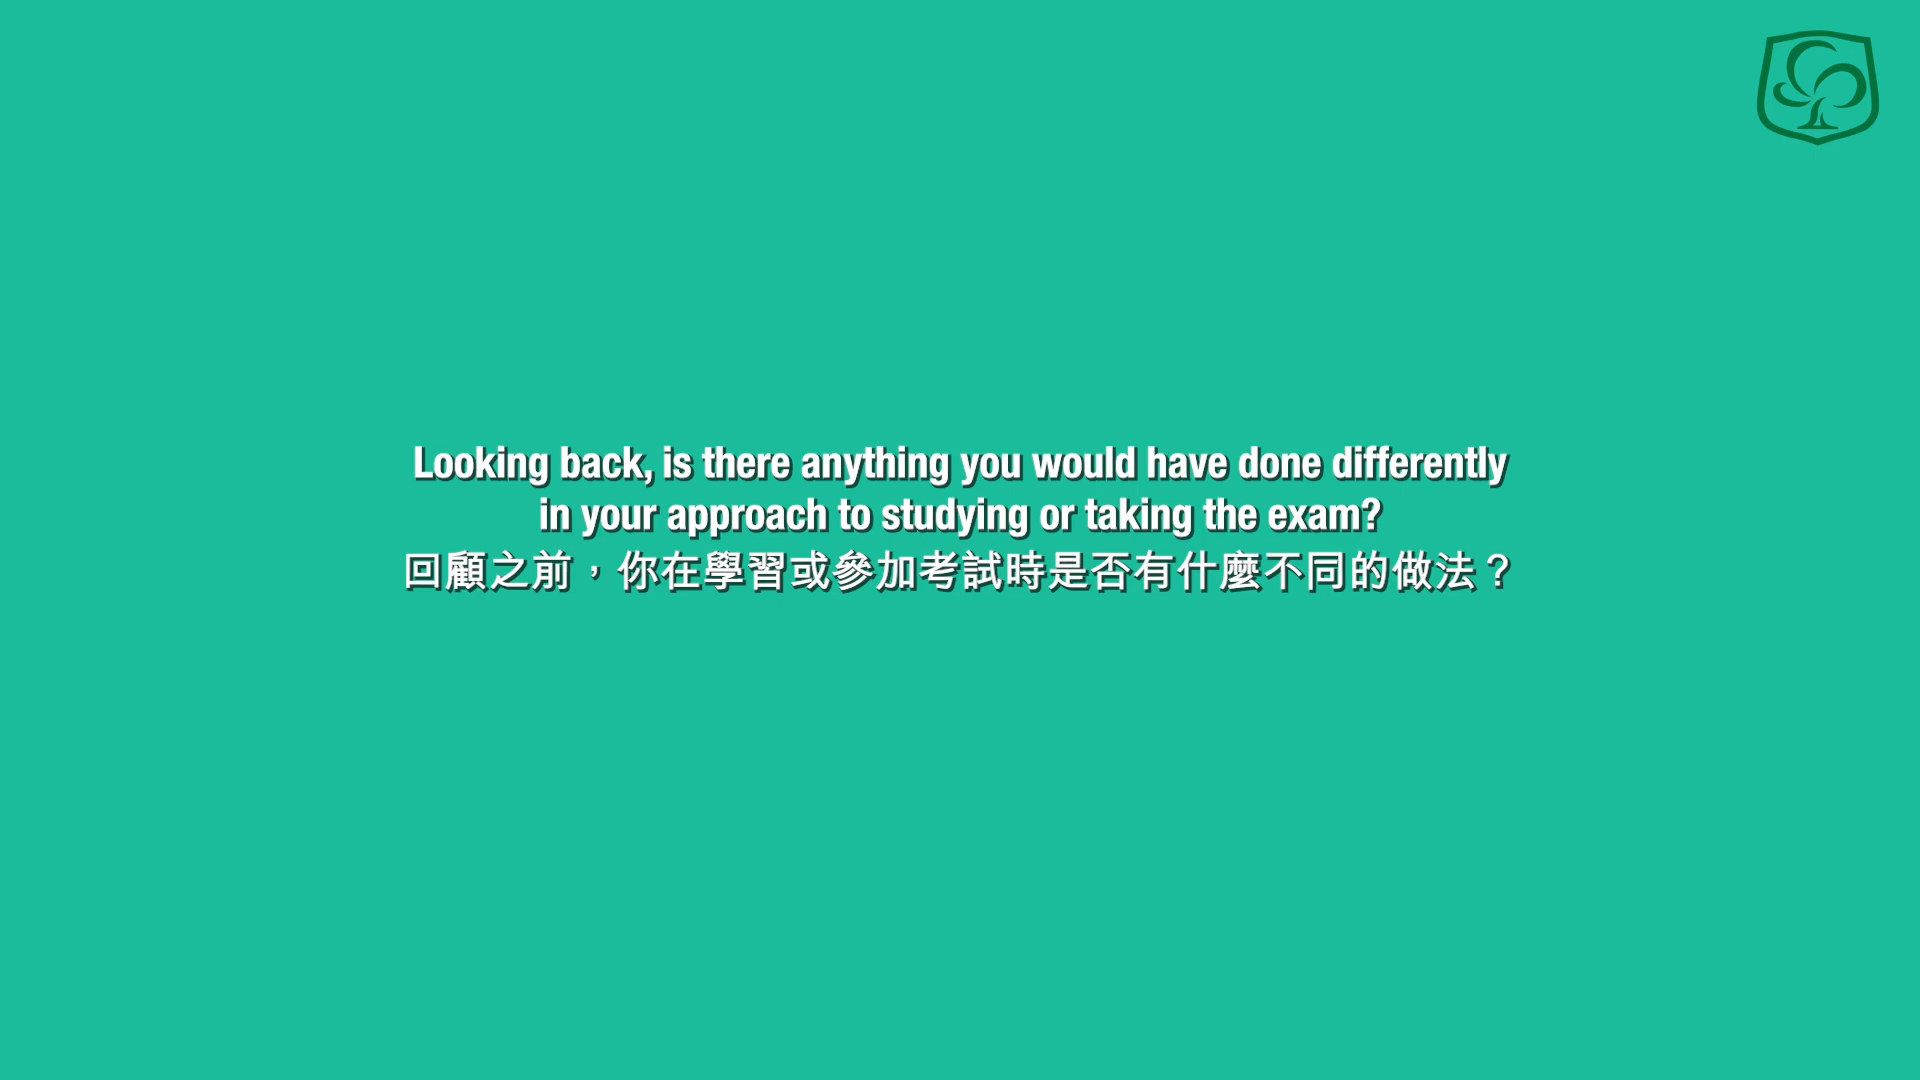 Looking back, is there anything you would have done differently
in your approach to studying or taking the exam?
回顧之前，你在學習或參加考試時是否有什麼不同的做法？